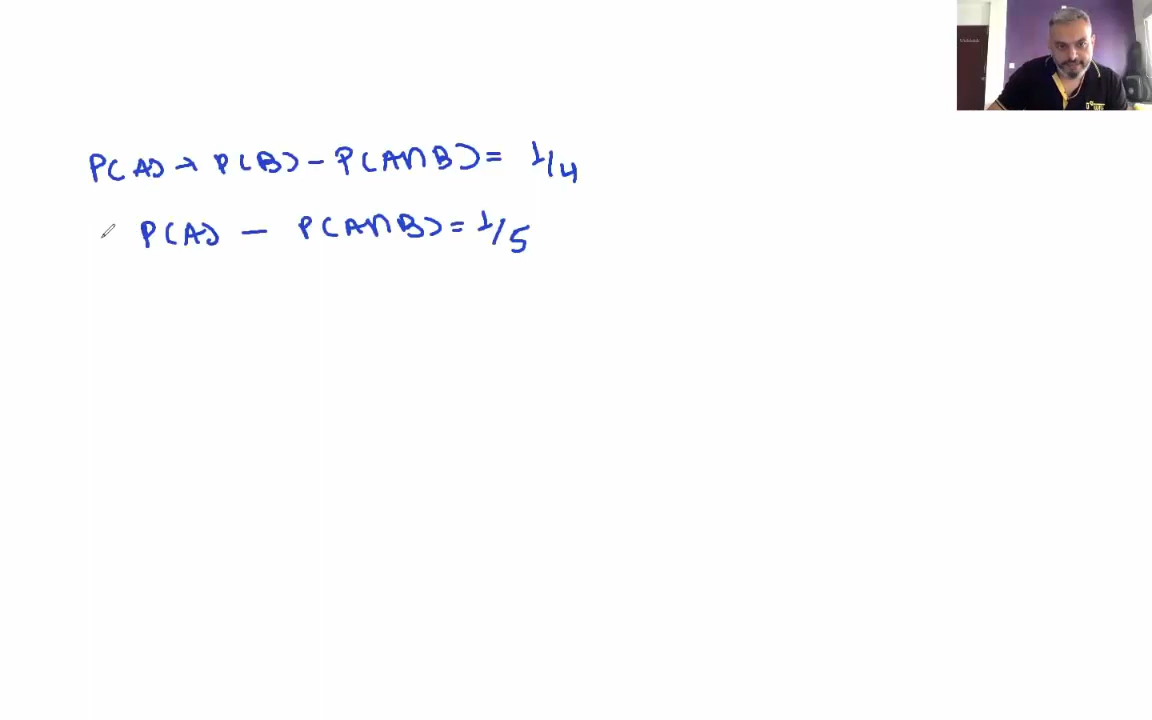 P(A) + P(B) - P(A∩B) = 1/4
P(A) - P(A∩B) = 1/5